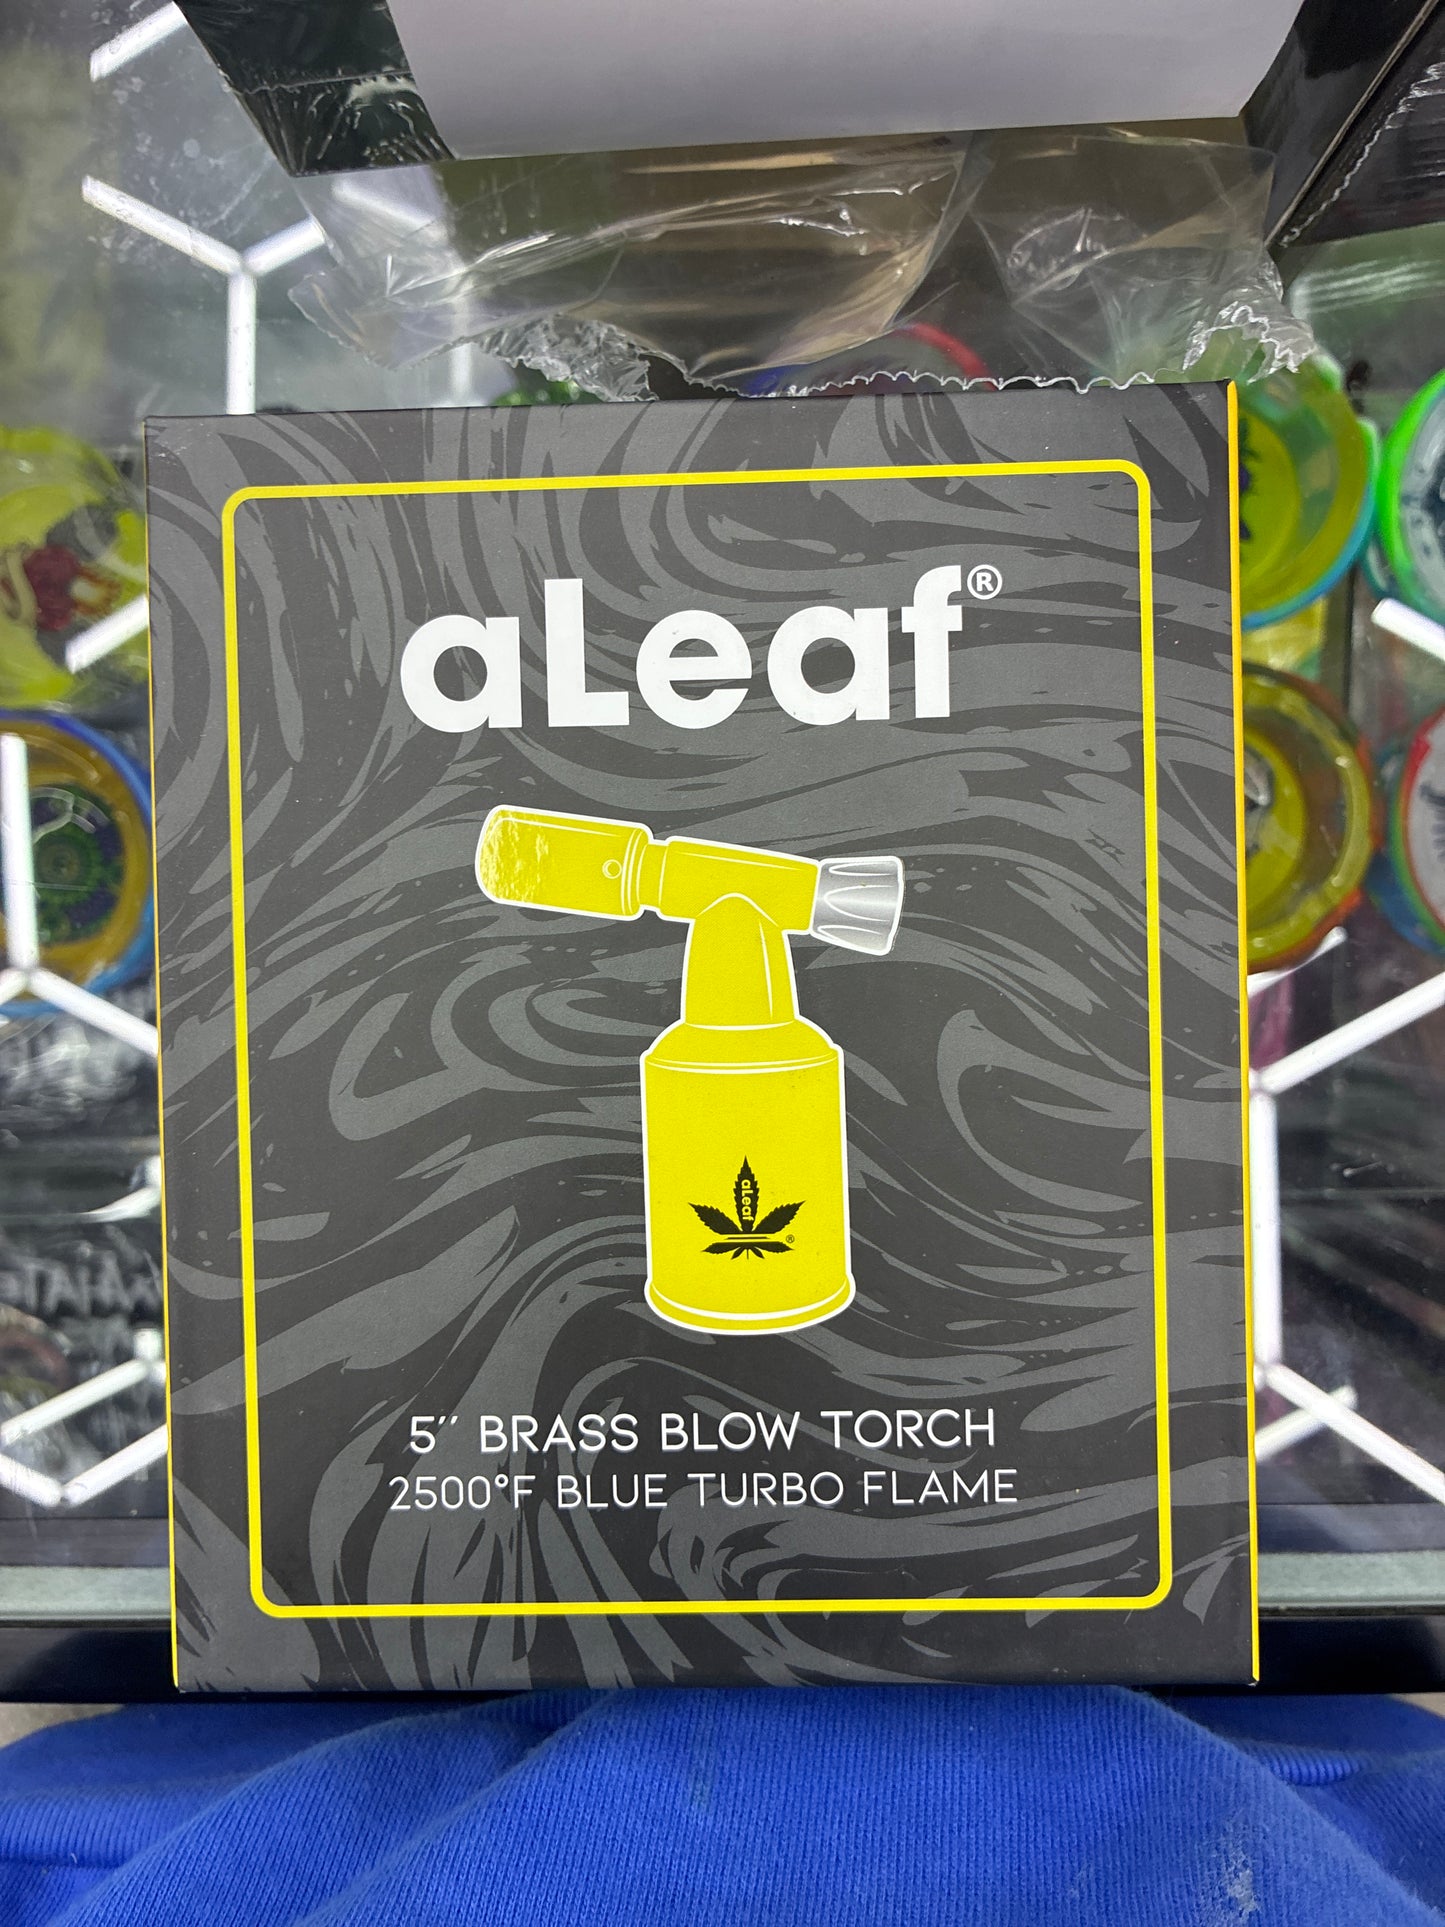 aLeaf®
aLeaf
®
5" BRASS BLOW TORCH
2500°F BLUE TURBO FLAME